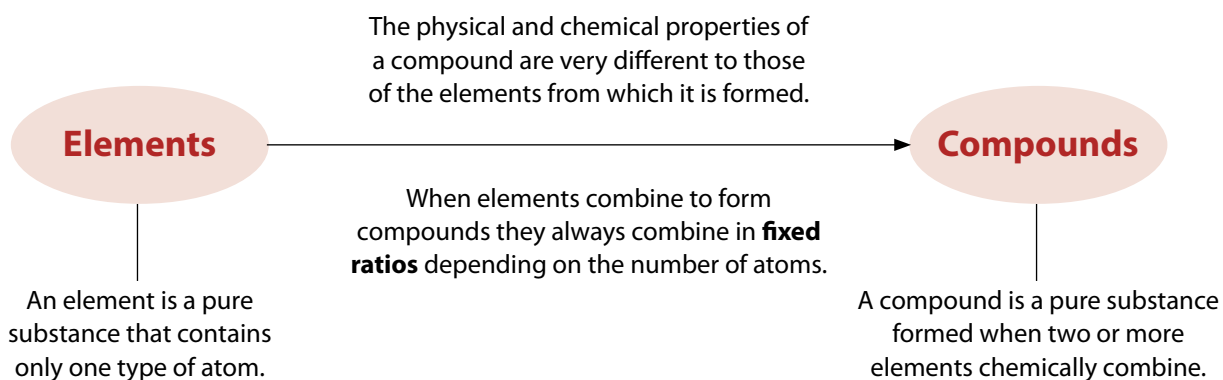 The physical and chemical properties of
a compound are very different to those
of the elements from which it is formed.
Elements
Compounds
When elements combine to form
compounds they always combine in fixed
ratios depending on the number of atoms.
An element is a pure
substance that contains
only one type of atom.
A compound is a pure substance
formed when two or more
elements chemically combine.